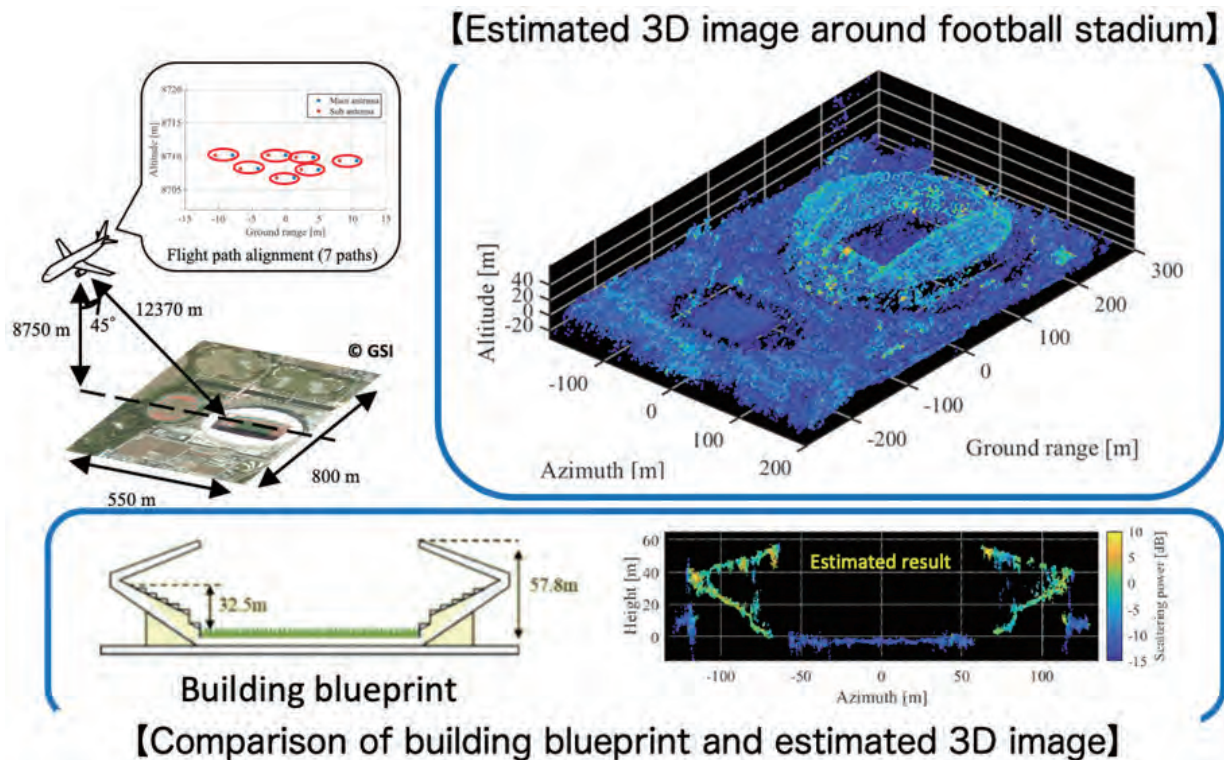 【Estimated 3D image around football stadium】
8720
8715
8710
8705
Altitude [m]
Main antenna
Sub antenna
-15
-10
-5
0
5
10
15
Ground range [m]
Flight path alignment (7 paths)
12370 m
8750 m
45°
© GSI
800 m
550 m
Altitude [m]
40
20
0
-20
-100
0
100
200
Azimuth [m]
-200
-100
0
100
200
300
Ground range [m]
32.5m
57.8m
Building blueprint
Estimated result
Height [m]
60
40
20
0
-100
-50
0
50
100
Azimuth [m]
10
5
0
-5
-10
-15
Scattering power [dB]
【Comparison of building blueprint and estimated 3D image】